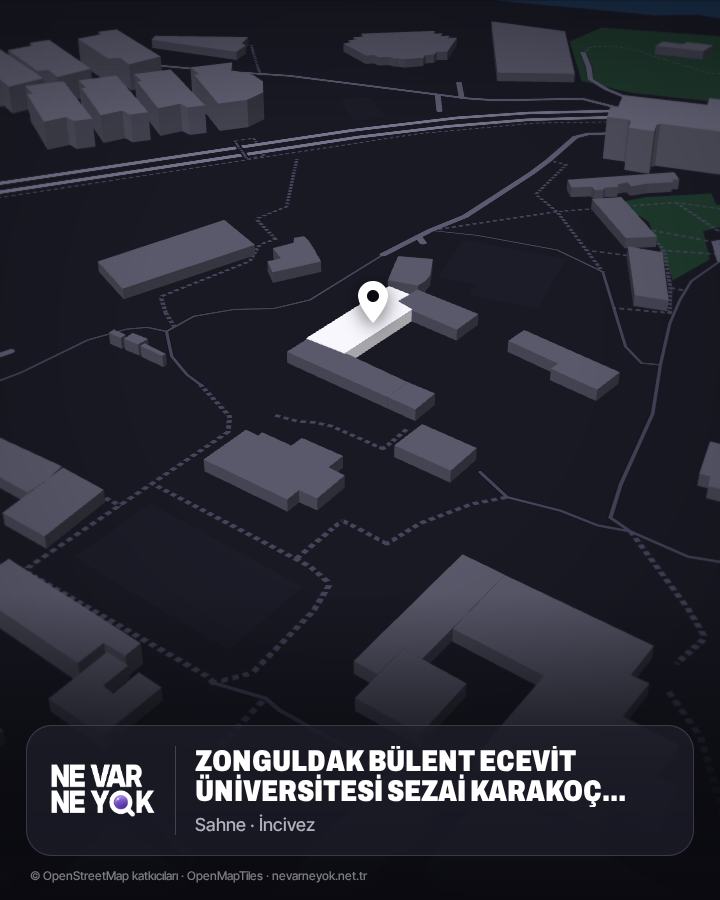 NE VAR
NE YOK
ZONGULDAK BÜLENT ECEVİT
ÜNİVERSİTESİ SEZAİ KARAKOÇ...
Sahne · İncivez
© OpenStreetMap katkıcıları · OpenMapTiles · nevarneyok.net.tr